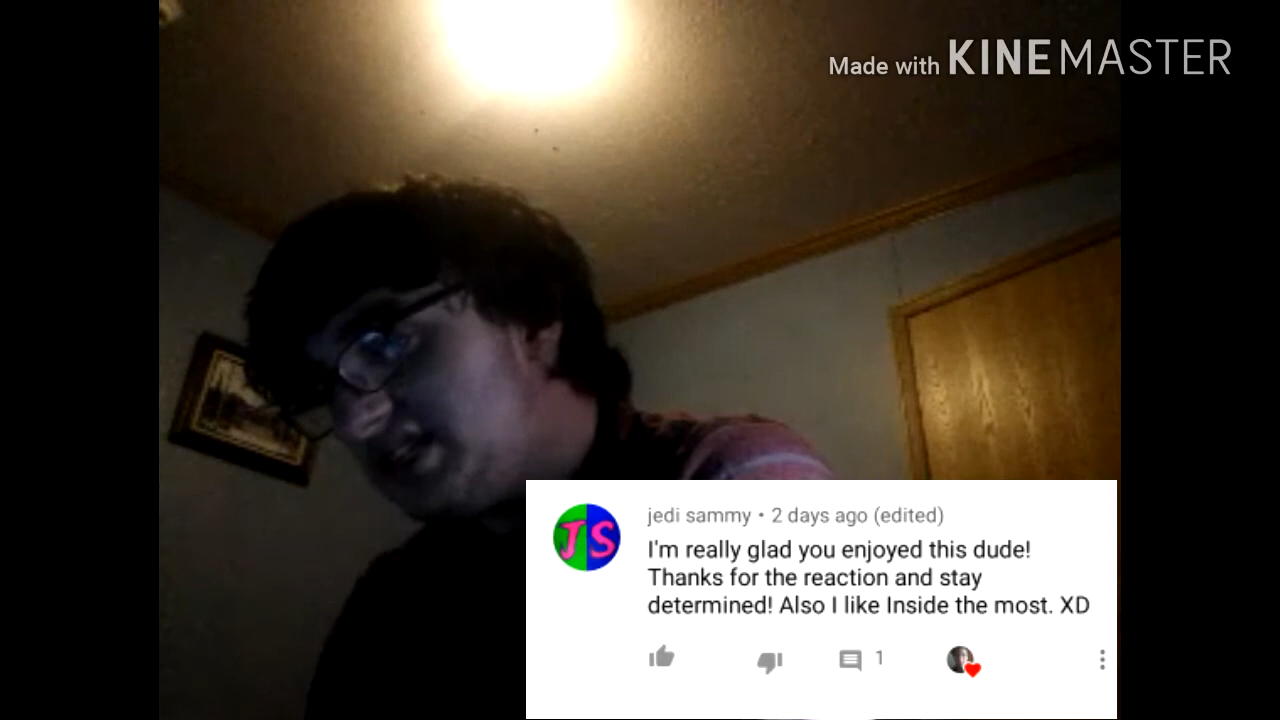 Made with KINEMASTER
jedi sammy • 2 days ago (edited)
JS
I'm really glad you enjoyed this dude!
Thanks for the reaction and stay
determined! Also I like Inside the most. XD
1